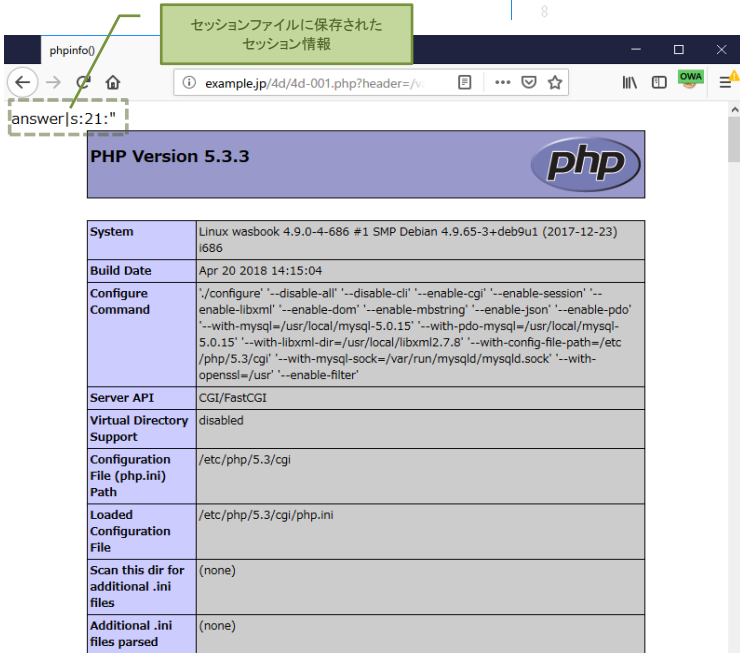 8
セッションファイルに保存された
セッション情報
phpinfo()
example.jp/4d/4d-001.php?header=/v
OWA
answer|s:21:"
PHP Version 5.3.3
php
System
Linux wasbook 4.9.0-4-686 #1 SMP Debian 4.9.65-3+deb9u1 (2017-12-23)
i686
Build Date
Apr 20 2018 14:15:04
Configure
Command
'./configure' '--disable-all' '--disable-cli' '--enable-cgi' '--enable-session' '--
enable-libxml' '--enable-dom' '--enable-mbstring' '--enable-json' '--enable-pdo'
'--with-mysql=/usr/local/mysql-5.0.15' '--with-pdo-mysql=/usr/local/mysql-
5.0.15' '--with-libxml-dir=/usr/local/libxml2.7.8' '--with-config-file-path=/etc
/php/5.3/cgi' '--with-mysql-sock=/var/run/mysqld/mysqld.sock' '--with-
openssl=/usr' '--enable-filter'
Server API
CGI/FastCGI
Virtual Directory
Support
disabled
Configuration
File (php.ini)
Path
/etc/php/5.3/cgi
Loaded
Configuration
File
/etc/php/5.3/cgi/php.ini
Scan this dir for
additional .ini
files
(none)
Additional .ini
files parsed
(none)